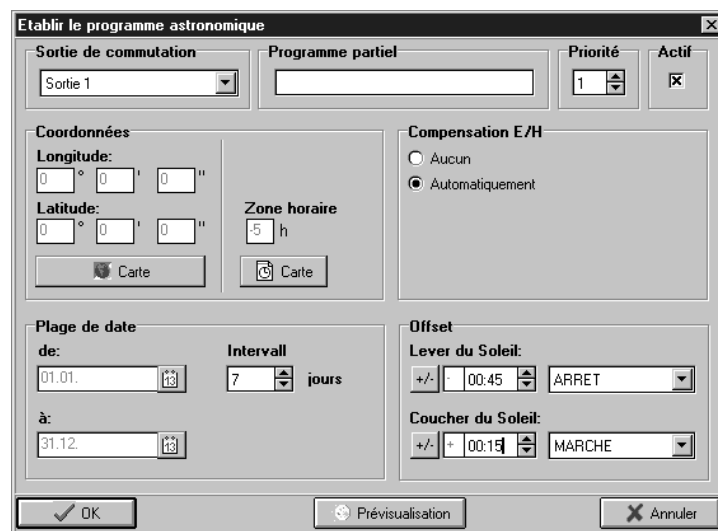 Etablir le programme astronomique
Sortie de commutation
Sortie 1
Programme partiel
Priorité
1
Actif
Coordonnées
Longitude:
0 ° 0 ' 0 "
Latitude:
0 ° 0 ' 0 "
Carte
Zone horaire
-5 h
Carte
Compensation E/H
Aucun
Automatiquement
Plage de date
de:
01.01.
13
Intervall
7 jours
à:
31.12.
13
Offset
Lever du Soleil:
+/- - 00:45 ARRET
Coucher du Soleil:
+/- + 00:15 MARCHE
OK
Prévisualisation
Annuler